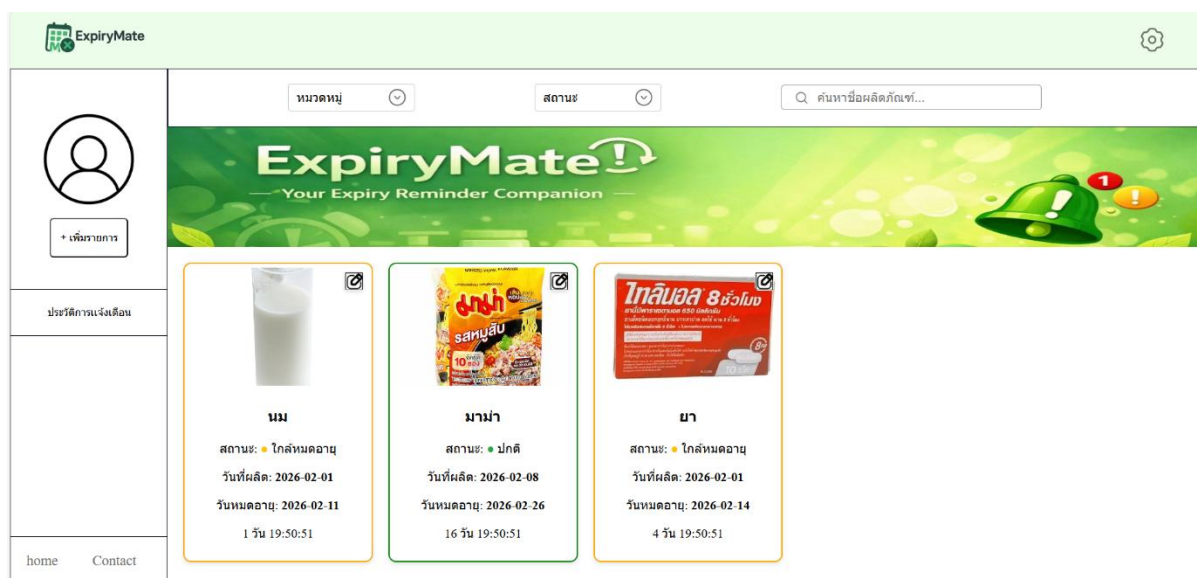 ExpiryMate
หมวดหมู่
สถานะ
ค้นหาชื่อผลิตภัณฑ์...
ExpiryMate
Your Expiry Reminder Companion
1
+ เพิ่มรายการ
ประวัติการแจ้งเตือน
มาม่า
รสหมูสับ
10
ไทลินอล 8 ชั่วโมง
นม
มาม่า
ยา
สถานะ: ● ใกล้หมดอายุ
สถานะ: ● ปกติ
สถานะ: ● ใกล้หมดอายุ
วันที่ผลิต: 2026-02-01
วันที่ผลิต: 2026-02-08
วันที่ผลิต: 2026-02-01
วันหมดอายุ: 2026-02-11
วันหมดอายุ: 2026-02-26
วันหมดอายุ: 2026-02-14
1 วัน 19:50:51
16 วัน 19:50:51
4 วัน 19:50:51
home
Contact